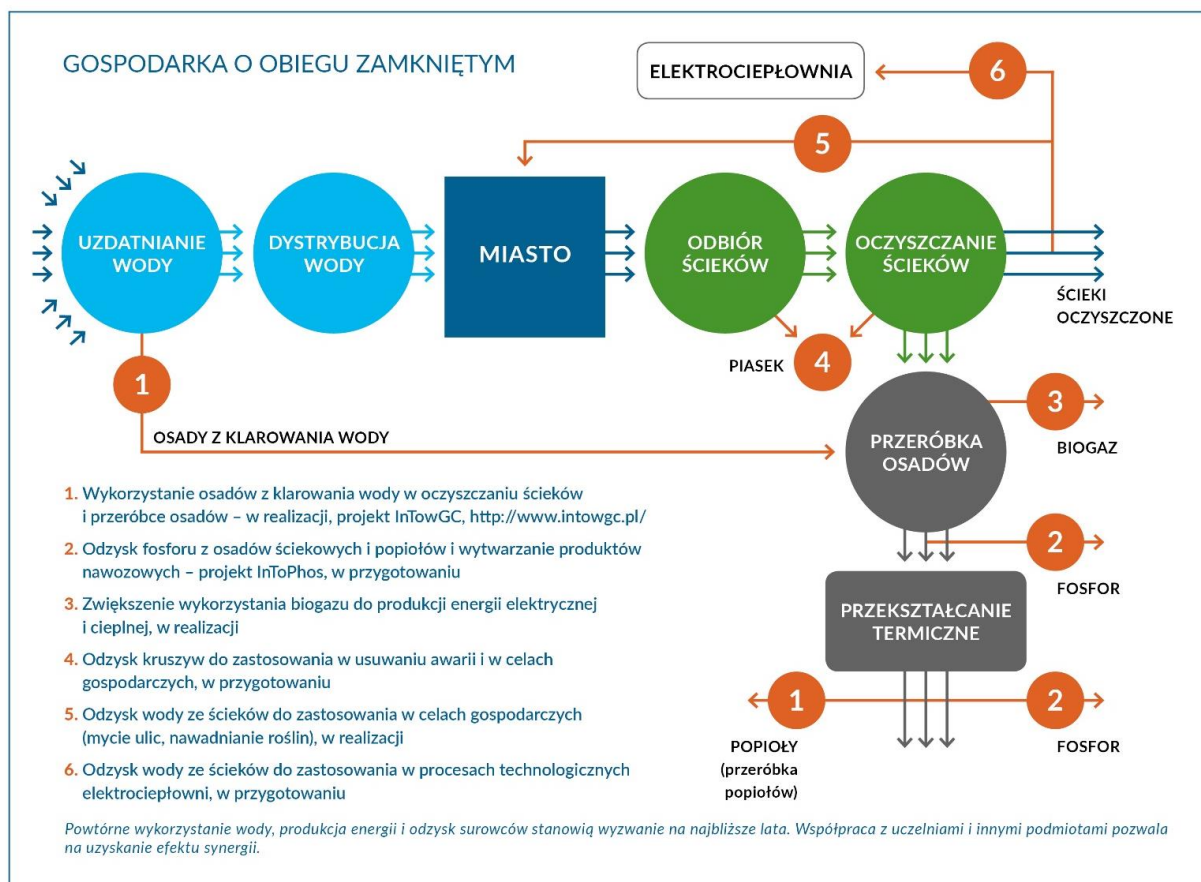 GOSPODARKA O OBIEGU ZAMKNIĘTYM
ELEKTROCIEPŁOWNIA
6
5
UZDATNIANIE
WODY
DYSTRYBUCJA
WODY
MIASTO
ODBIÓR
ŚCIEKÓW
OCZYSZCZANIE
ŚCIEKÓW
ŚCIEKI
OCZYSZCZONE
PIASEK
4
1
OSADY Z KLAROWANIA WODY
PRZERÓBKA
OSADÓW
3
BIOGAZ
2
FOSFOR
PRZEKSZTAŁCANIE
TERMICZNE
1
POPIOŁY
(przeróbka
popiołów)
2
FOSFOR
1. Wykorzystanie osadów z klarowania wody w oczyszczaniu ścieków
i przeróbce osadów – w realizacji, projekt InTowGC, http://www.intowgc.pl/
2. Odzysk fosforu z osadów ściekowych i popiołów i wytwarzanie produktów
nawozowych – projekt InToPhos, w przygotowaniu
3. Zwiększenie wykorzystania biogazu do produkcji energii elektrycznej
i cieplnej, w realizacji
4. Odzysk kruszyw do zastosowania w usuwaniu awarii i w celach
gospodarczych, w przygotowaniu
5. Odzysk wody ze ścieków do zastosowania w celach gospodarczych
(mycie ulic, nawadnianie roślin), w realizacji
6. Odzysk wody ze ścieków do zastosowania w procesach technologicznych
elektrociepłowni, w przygotowaniu
Powtórne wykorzystanie wody, produkcja energii i odzysk surowców stanowią wyzwanie na najbliższe lata. Współpraca z uczelniami i innymi podmiotami pozwala
na uzyskanie efektu synergii.